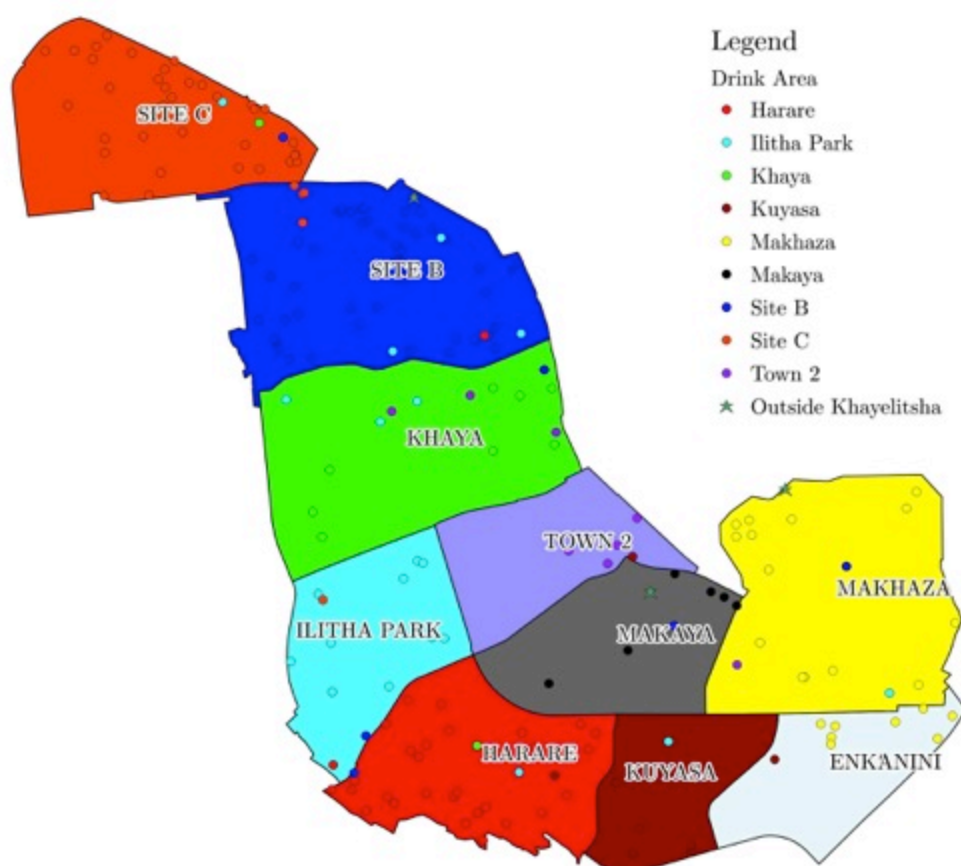 Legend
Drink Area
Harare
Ilitha Park
Khaya
Kuyasa
Makhaza
Makaya
Site B
Site C
Town 2
Outside Khayelitsha
SITE C
SITE B
KHAYA
TOWN 2
MAKHAZA
ILITHA PARK
MAKAYA
HARARE
KUYASA
ENKANINI